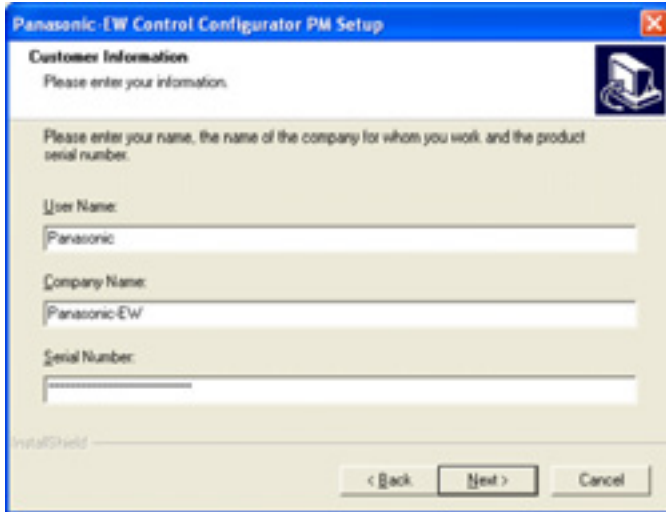 Panasonic-EW Control Configurator PM Setup
Customer Information
Please enter your information.
Please enter your name, the name of the company for whom you work and the product
serial number.
User Name:
Panasonic
Company Name:
Panasonic-EW
Serial Number:
InstallShield
< Back
Next >
Cancel